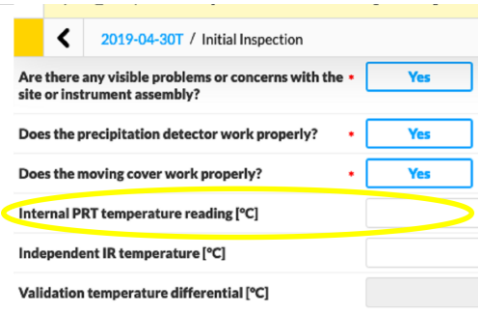 2019-04-30T / Initial Inspection
Are there any visible problems or concerns with the • Yes
site or instrument assembly?
Does the precipitation detector work properly? • Yes
Does the moving cover work properly? • Yes
Internal PRT temperature reading [°C]
Independent IR temperature [°C]
Validation temperature differential [°C]